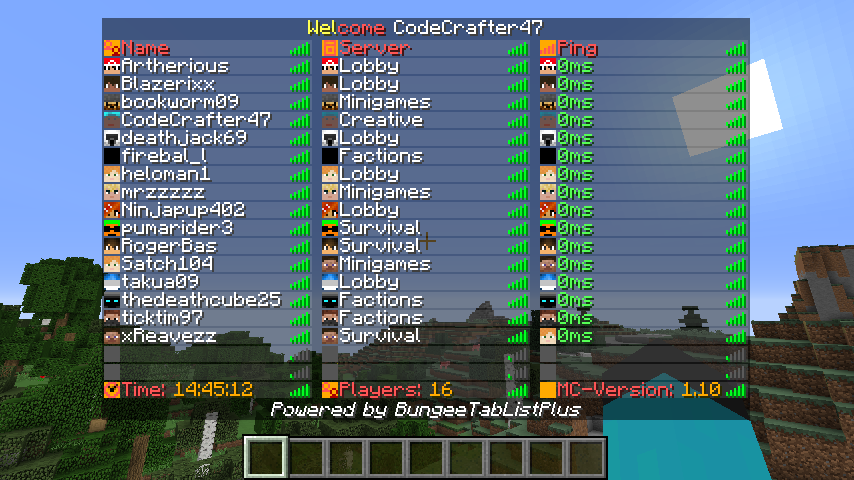 Welcome CodeCrafter47
Name Server Ping
Artherious Lobby 0ms
Blazerixx Lobby 0ms
bookworm09 Minigames 0ms
CodeCrafter47 Creative 0ms
deathjack69 Lobby 0ms
firebal_l Factions 0ms
heloman1 Lobby 0ms
mrzzzzz Minigames 0ms
Ninjapup402 Lobby 0ms
pumarider3 Survival 0ms
RogerBas Survival 0ms
Satch104 Minigames 0ms
takua09 Lobby 0ms
thedeathcube25 Factions 0ms
ticktim97 Factions 0ms
xReavezz Survival 0ms
Time: 14:45:12 Players: 16 MC-Version: 1.10
Powered by BungeeTabListPlus